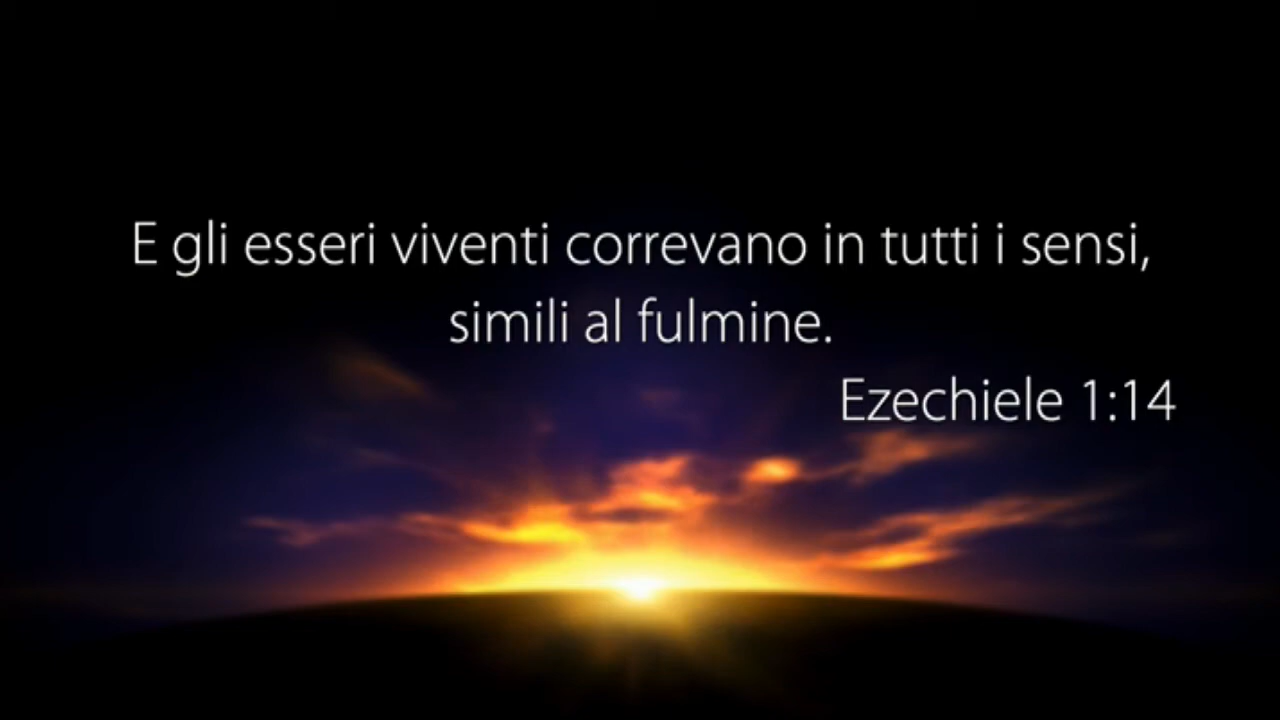 E gli esseri viventi correvano in tutti i sensi,
simili al fulmine.
Ezechiele 1:14